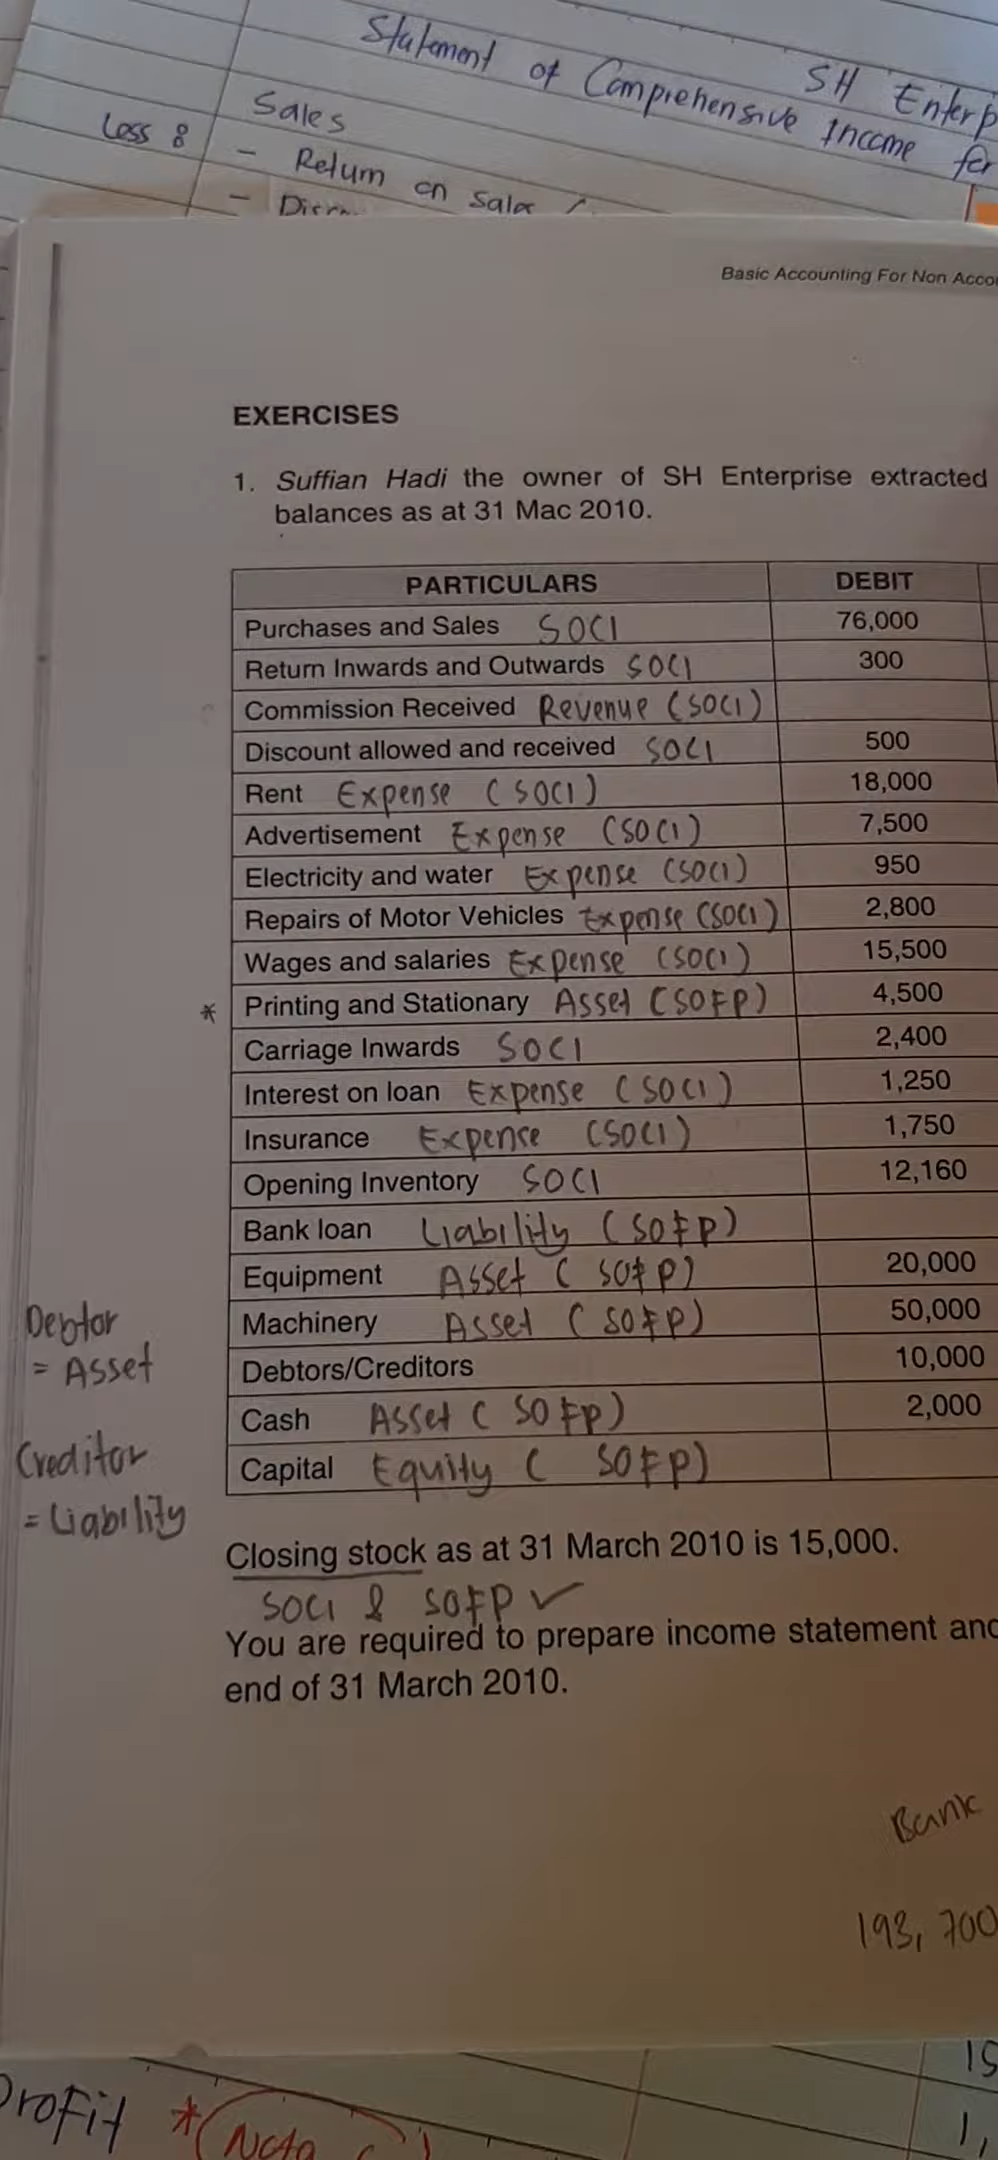 Statement of Comprehensive Income for
SH Enterp
Sales
Less :
- Return on Sales
Basic Accounting For Non Acco
EXERCISES
1. Suffian Hadi the owner of SH Enterprise extracted
balances as at 31 Mac 2010.
PARTICULARS DEBIT
Purchases and Sales SOCI 76,000
Return Inwards and Outwards SOCI 300
Commission Received Revenue (SOCI)
Discount allowed and received SOCI 500
Rent Expense (SOCI) 18,000
Advertisement Expense (SOCI) 7,500
Electricity and water Expense (SOCI) 950
Repairs of Motor Vehicles Expense (SOCI) 2,800
Wages and salaries Expense (SOCI) 15,500
* Printing and Stationary Asset (SOFP) 4,500
Carriage Inwards SOCI 2,400
Interest on loan Expense (SOCI) 1,250
Insurance Expense (SOCI) 1,750
Opening Inventory SOCI 12,160
Bank loan Liability (SOFP)
Equipment Asset (SOFP) 20,000
Machinery Asset (SOFP) 50,000
Debtors/Creditors 10,000
Cash Asset (SOFP) 2,000
Capital Equity (SOFP)
Debtor
= Asset
Creditor
= Liability
Closing stock as at 31 March 2010 is 15,000.
SOCI & SOFP ✓
You are required to prepare income statement and
end of 31 March 2010.
Bank
193,700
15
Profit *
1,